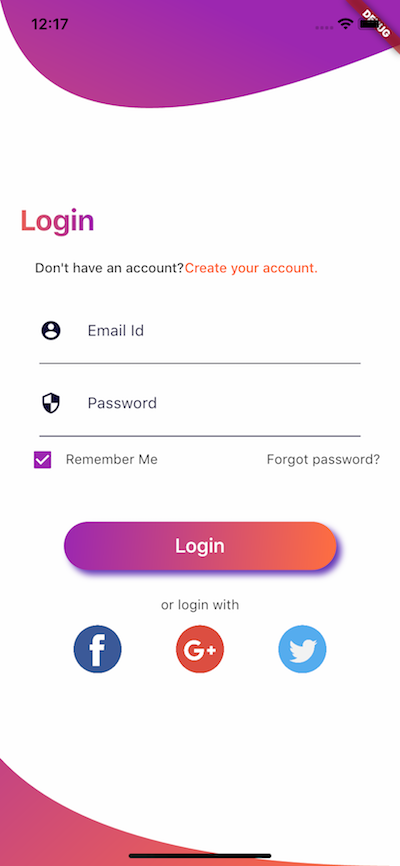 12:17
DEBUG
Login
Don't have an account?Create your account.
Email Id
Password
Remember Me
Forgot password?
Login
or login with
f
G+